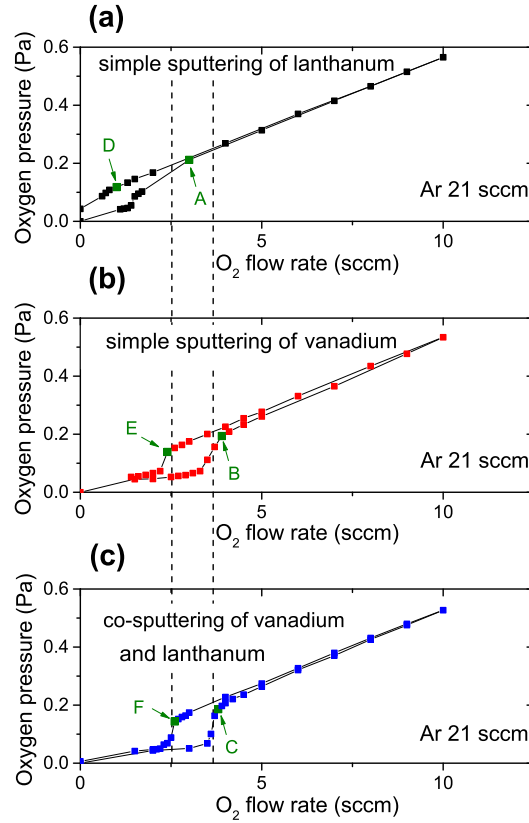 (a)
simple sputtering of lanthanum
Oxygen pressure (Pa)
0.6
0.4
0.2
0.0
D
A
Ar 21 sccm
0
5
10
O2 flow rate (sccm)
(b)
simple sputtering of vanadium
Oxygen pressure (Pa)
0.6
0.4
0.2
0.0
E
B
Ar 21 sccm
0
5
10
O2 flow rate (sccm)
(c)
co-sputtering of vanadium
and lanthanum
Oxygen pressure (Pa)
0.6
0.4
0.2
0.0
F
C
Ar 21 sccm
0
5
10
O2 flow rate (sccm)